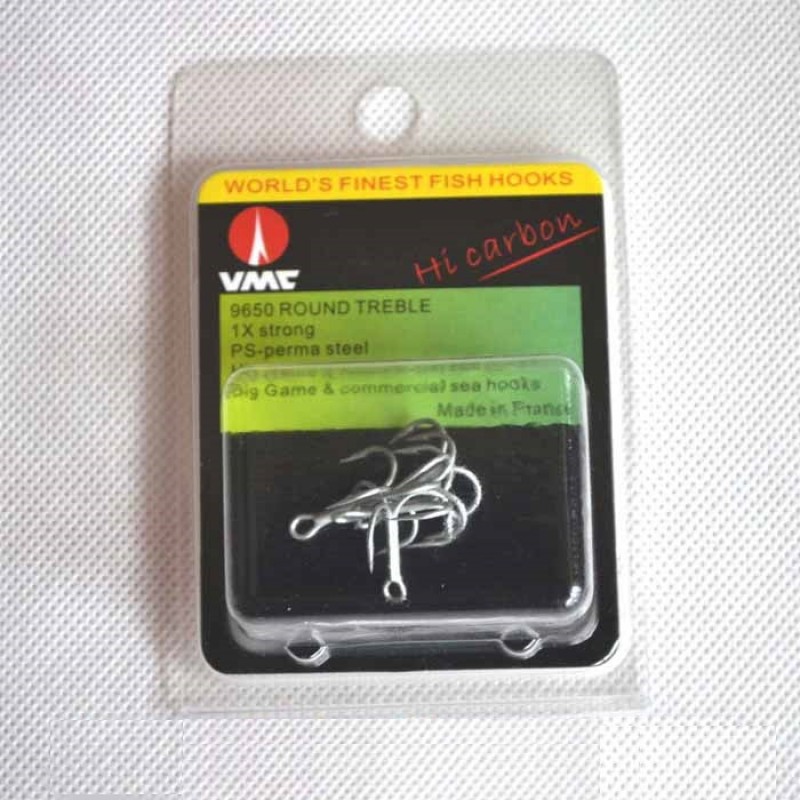 WORLD'S FINEST FISH HOOKS
Hi carbon
VMC
9650 ROUND TREBLE
1X strong
PS-perma steel
Big Game & commercial sea hooks
Made in France